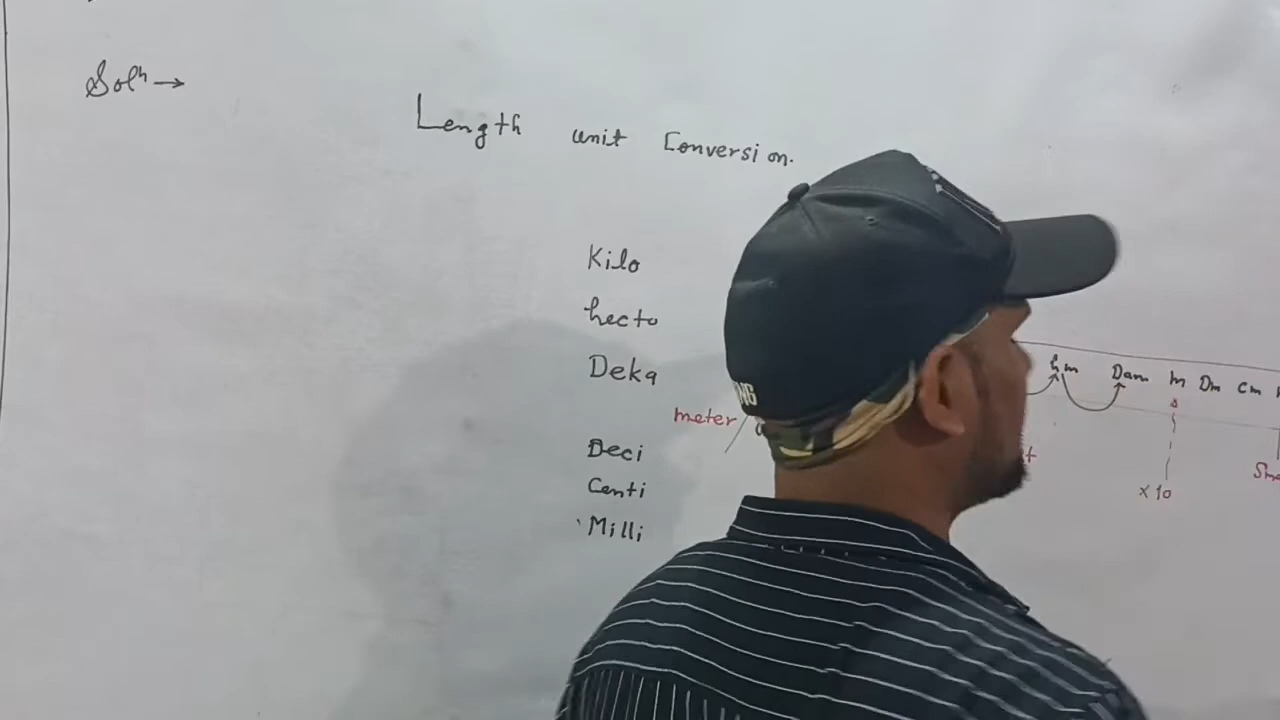 Solⁿ →
Length unit Conversion.
Kilo
hecto
Deka
meter
Deci
Centi
Milli
hm Dam m Dm Cm
x 10